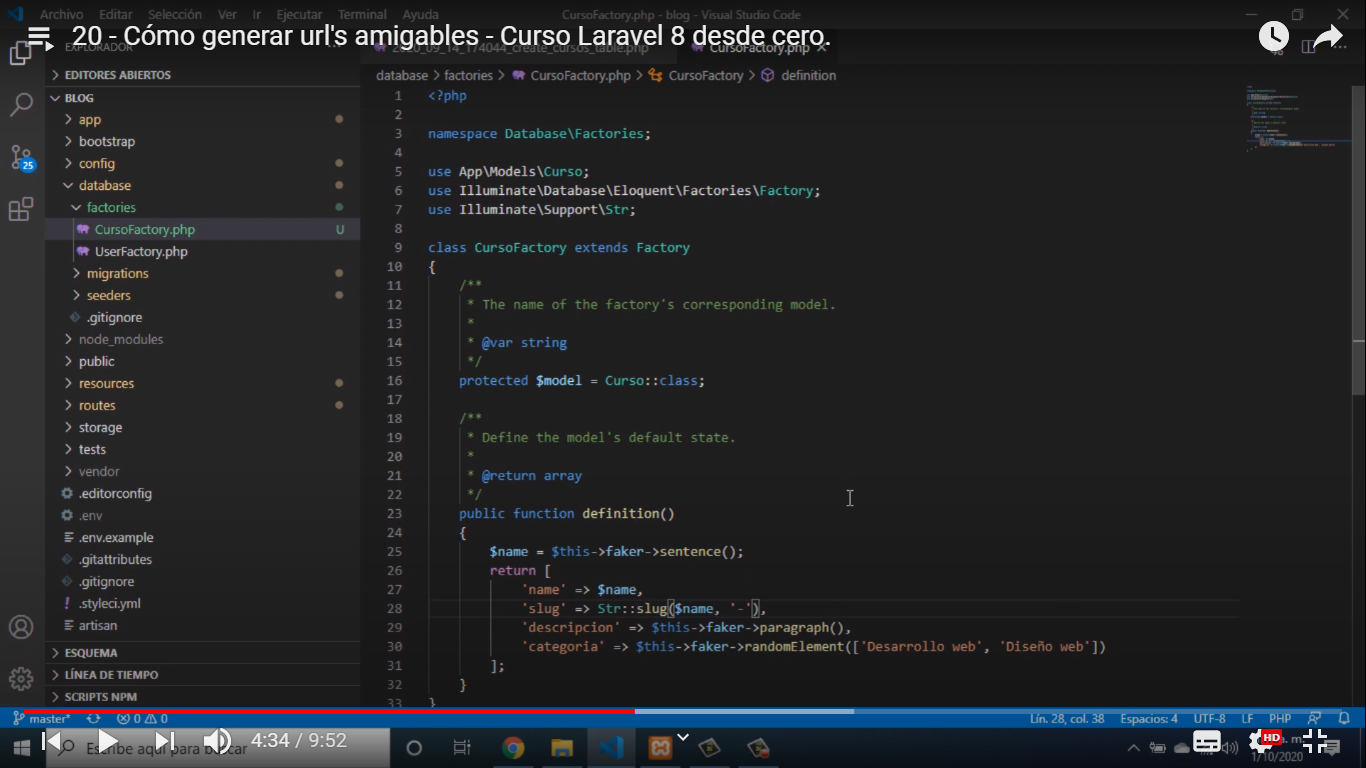 Archivo Editar Selección Ver Ir Ejecutar Terminal Ayuda CursoFactory.php - blog - Visual Studio Code
20 - Cómo generar url's amigables - Curso Laravel 8 desde cero.
EXPLORADOR
2020_09_14_174044_create_cursos_table.php CursoFactory.php
EDITORES ABIERTOS
database > factories > CursoFactory.php > CursoFactory > definition
BLOG
app
bootstrap
config
database
factories
CursoFactory.php U
UserFactory.php
migrations
seeders
.gitignore
node_modules
public
resources
routes
storage
tests
vendor
.editorconfig
.env
.env.example
.gitattributes
.gitignore
.styleci.yml
artisan
ESQUEMA
LÍNEA DE TIEMPO
SCRIPTS NPM
25
1 <?php
2
3 namespace Database\Factories;
4
5 use App\Models\Curso;
6 use Illuminate\Database\Eloquent\Factories\Factory;
7 use Illuminate\Support\Str;
8
9 class CursoFactory extends Factory
10 {
11 /**
12 * The name of the factory's corresponding model.
13 *
14 * @var string
15 */
16 protected $model = Curso::class;
17
18 /**
19 * Define the model's default state.
20 *
21 * @return array
22 */
23 public function definition()
24 {
25 $name = $this->faker->sentence();
26 return [
27 'name' => $name,
28 'slug' => Str::slug($name, '-'),
29 'descripcion' => $this->faker->paragraph(),
30 'categoria' => $this->faker->randomElement(['Desarrollo web', 'Diseño web'])
31 ];
32 }
33 }
master* 0 0 Lín. 28, col. 38 Espacios: 4 UTF-8 LF PHP
Escribe aquí para buscar
4:34 / 9:52
HD
1/10/2020